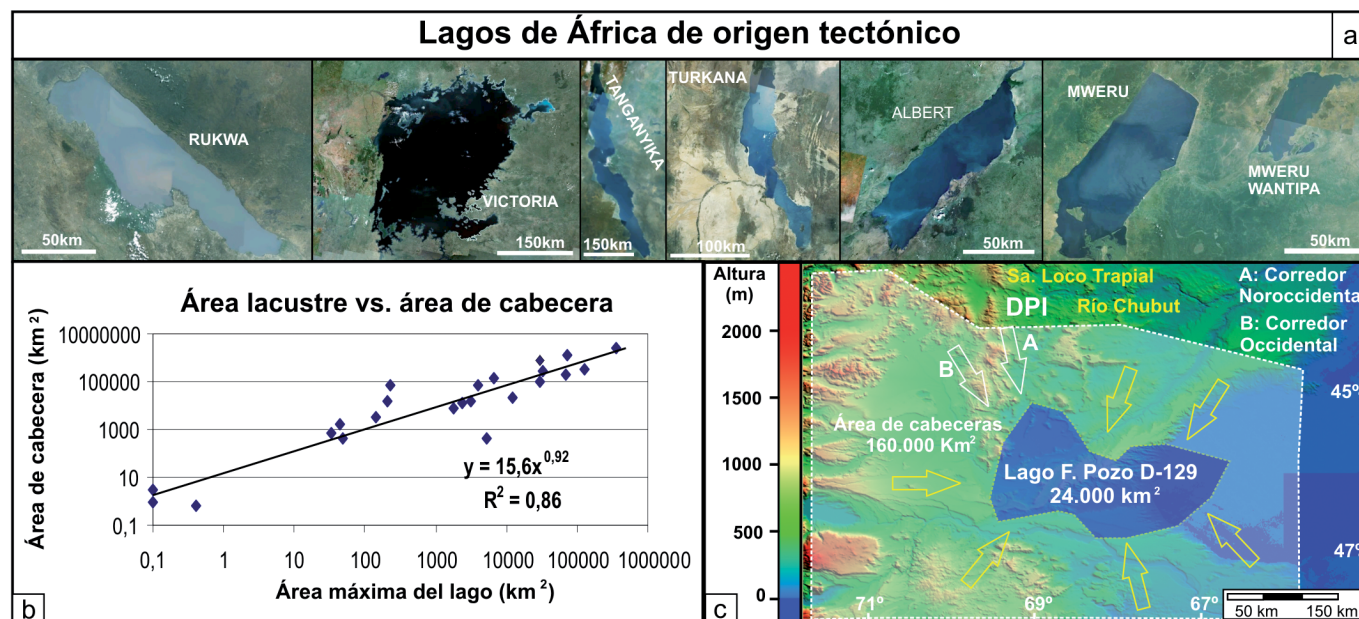 Lagos de África de origen tectónico
a
RUKWA
50km
VICTORIA
150km
TANGANYIKA
150km
TURKANA
100km
ALBERT
50km
MWERU
MWERU
WANTIPA
50km
Área lacustre vs. área de cabecera
Área de cabecera (km²)
10000000
100000
1000
10
0,1
y = 15,6x^0,92
R² = 0,86
0,1
1
10
100
1000
10000
100000
1000000
Área máxima del lago (km²)
b
Altura
(m)
2000
1500
1000
500
0
c
Sa. Loco Trapial
DPI
Río Chubut
A: Corredor
Noroccidental
B: Corredor
Occidental
A
B
45º
Área de cabeceras
160.000 Km²
Lago F. Pozo D-129
24.000 km²
47º
71º
69º
67º
50 km
150 km